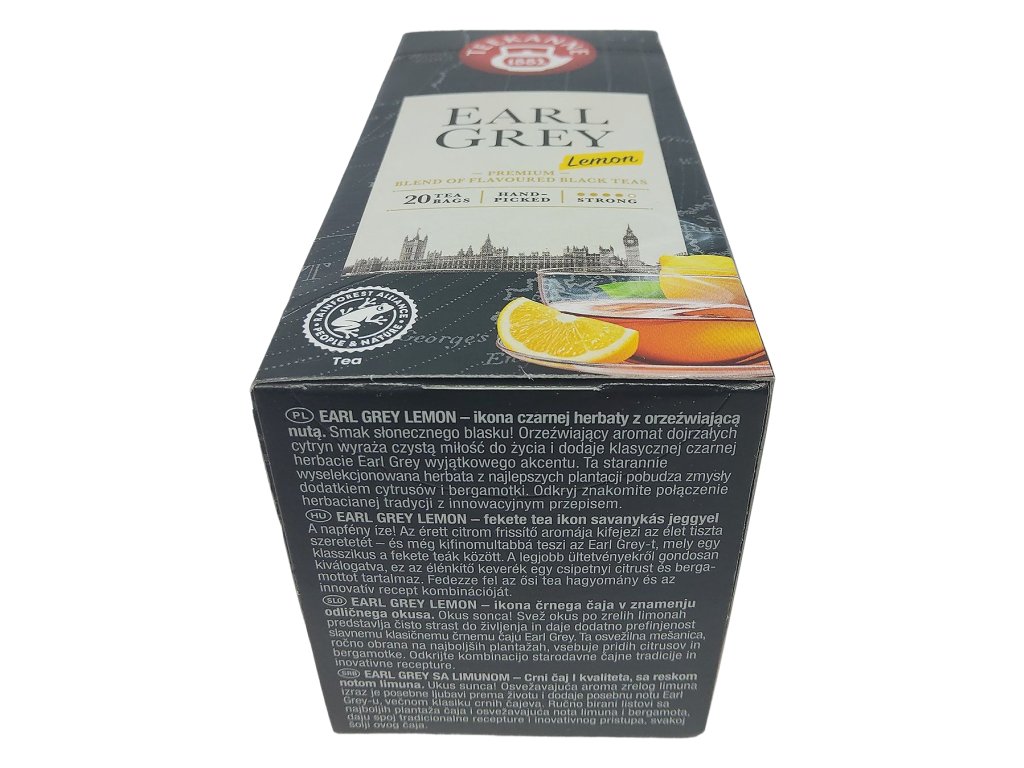 TEEKANNE
1882
EARL
GREY
Lemon
— PREMIUM —
BLEND OF FLAVOURED BLACK TEAS
20 TEA BAGS | HAND-PICKED | STRONG
RAINFOREST ALLIANCE
PEOPLE & NATURE
Tea
George's
PL EARL GREY LEMON – ikona czarnej herbaty z orzeźwiającą
nutą. Smak słonecznego blasku! Orzeźwiający aromat dojrzałych
cytryn wyraża czystą miłość do życia i dodaje klasycznej czarnej
herbacie Earl Grey wyjątkowego akcentu. Ta starannie
wyselekcjonowana herbata z najlepszych plantacji pobudza zmysły
dodatkiem cytrusów i bergamotki. Odkryj znakomite połączenie
herbacianej tradycji z innowacyjnym przepisem.
HU EARL GREY LEMON – fekete tea ikon savanykás jeggyel
A napfény íze! Az érett citrom frissítő aromája kifejezi az élet tiszta
szeretetét – és még kifinomultabbá teszi az Earl Grey-t, mely egy
klasszikus a fekete teák között. A legjobb ültetvényekről gondosan
kiválogatva, ez az élénkítő keverék egy csipetnyi citrust és berga-
mottot tartalmaz. Fedezze fel az ősi tea hagyomány és az
innovatív recept kombinációját.
SLO EARL GREY LEMON – ikona črnega čaja v znamenju
odličnega okusa. Okus sonca! Svež okus po zrelih limonah
predstavlja čisto strast do življenja in daje dodatno prefinjenost
slavnemu klasičnemu črnemu čaju Earl Grey. Ta osvežilna mešanica,
ročno obrana na najboljših plantažah, vsebuje pridih citrusov in
bergamotke. Odkrijte kombinacijo starodavne čajne tradicije in
inovativne recepture.
SRB EARL GREY SA LIMUNOM – Crni čaj I kvaliteta, sa reskom
notom limuna. Ukus sunca! Osvežavajuća aroma zrelog limuna
izraz je posebne ljubavi prema životu i dodaje posebnu notu Earl
Grey-u, večnom klasiku crnih čajeva. Ručno birani listovi sa
najboljih plantaža čaja i osvežavajuća nota limuna i bergamota,
daju spoj tradicionalne recepture i inovativnog pristupa, svakoj
šolji ovog čaja.